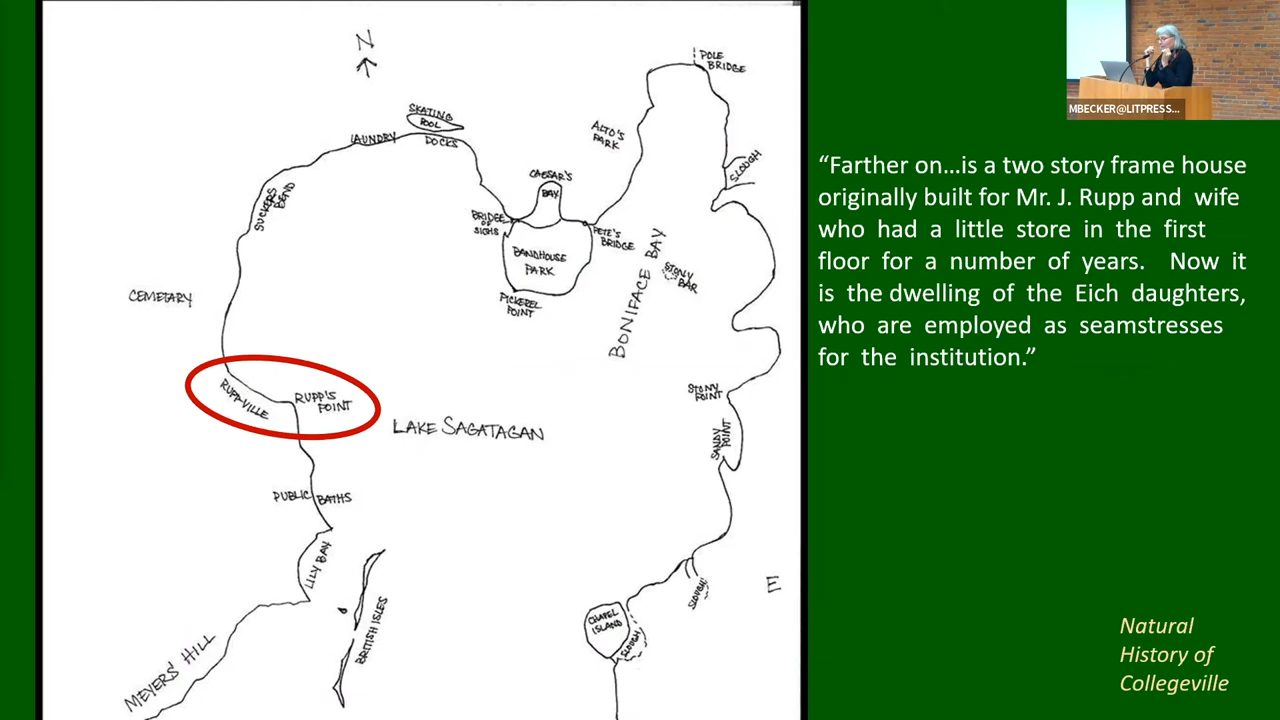 N
POLE
BRIDGE
SKATING
POOL
LAUNDRY
DOCKS
ALTO'S
PARK
SLOUGH
CAESAR'S
BAY
SUCKERS
BEND
BRIDGE
OF
SIGHS
PETE'S
BRIDGE
BANDHOUSE
PARK
STONY
BAR
BONIFACE BAY
CEMETARY
PICKEREL
POINT
RUPPVILLE
RUPP'S
POINT
STONY
POINT
LAKE SAGATAGAN
SANDY
POINT
PUBLIC BATHS
LILY BAY
E
SLOUGH
BRITISH ISLES
CHAPEL
ISLAND
SLOUGH
MEYERS' HILL
MBECKER@LITPRESS...
“Farther on…is a two story frame house
originally built for Mr. J. Rupp and wife
who had a little store in the first
floor for a number of years. Now it
is the dwelling of the Eich daughters,
who are employed as seamstresses
for the institution.”
Natural
History of
Collegeville